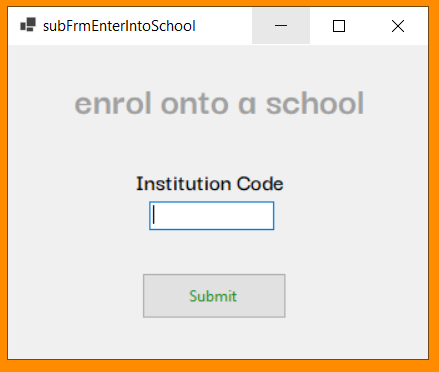 subFrmEnterIntoSchool
enrol onto a school
Institution Code
Submit